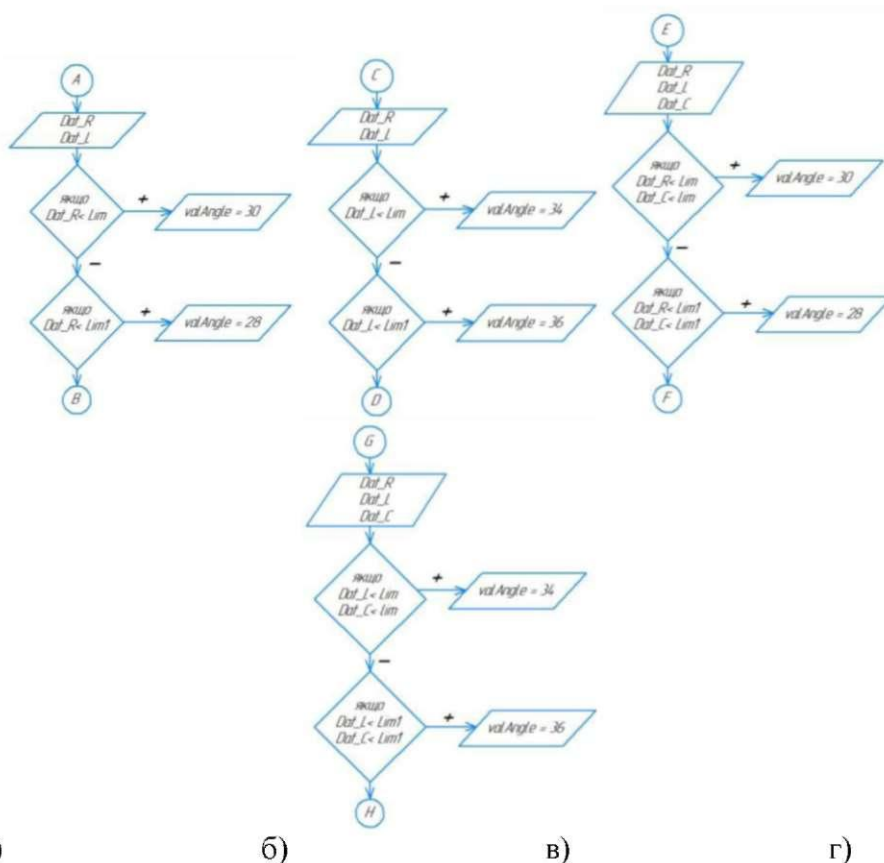 A
Dat_R
Dat_L
якщо
Dat_R< Lim
+
valAngle = 30
–
якщо
Dat_R< Lim1
+
valAngle = 28
B
C
Dat_R
Dat_L
якщо
Dat_L< Lim
+
valAngle = 34
–
якщо
Dat_L< Lim1
+
valAngle = 36
D
E
Dat_R
Dat_L
Dat_C
якщо
Dat_R< Lim
Dat_C< Lim
+
valAngle = 30
–
якщо
Dat_R< Lim1
Dat_C< Lim1
+
valAngle = 28
F
G
Dat_R
Dat_L
Dat_C
якщо
Dat_L< Lim
Dat_C< Lim
+
valAngle = 34
–
якщо
Dat_L< Lim1
Dat_C< Lim1
+
valAngle = 36
H
) б) в) г)